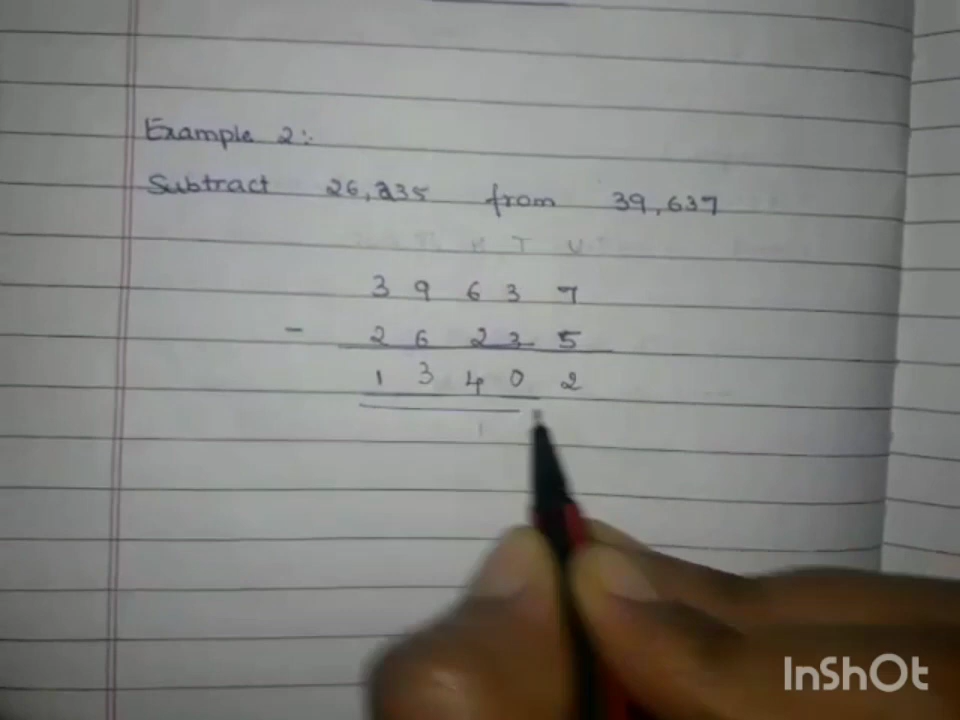 Example 2:-
Subtract 26,235 from 39,637
H T U
3 9 6 3 7
- 2 6 2 3 5
1 3 4 0 2
InShOt